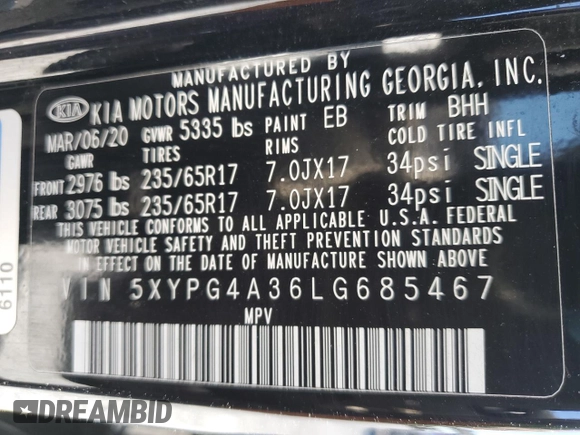 MANUFACTURED BY
KIA KIA MOTORS MANUFACTURING GEORGIA, INC.
MAR/06/20 GVWR 5335 lbs PAINT EB TRIM BHH
GAWR TIRES RIMS COLD TIRE INFL
FRONT 2976 lbs 235/65R17 7.0JX17 34psi SINGLE
REAR 3075 lbs 235/65R17 7.0JX17 34psi SINGLE
THIS VEHICLE CONFORMS TO ALL APPLICABLE U.S.A. FEDERAL
MOTOR VEHICLE SAFETY AND THEFT PREVENTION STANDARDS
IN EFFECT ON THE DATE OF MANUFACTURE SHOWN ABOVE
VIN 5XYPG4A36LG685467
MPV
6110
DREAMBID